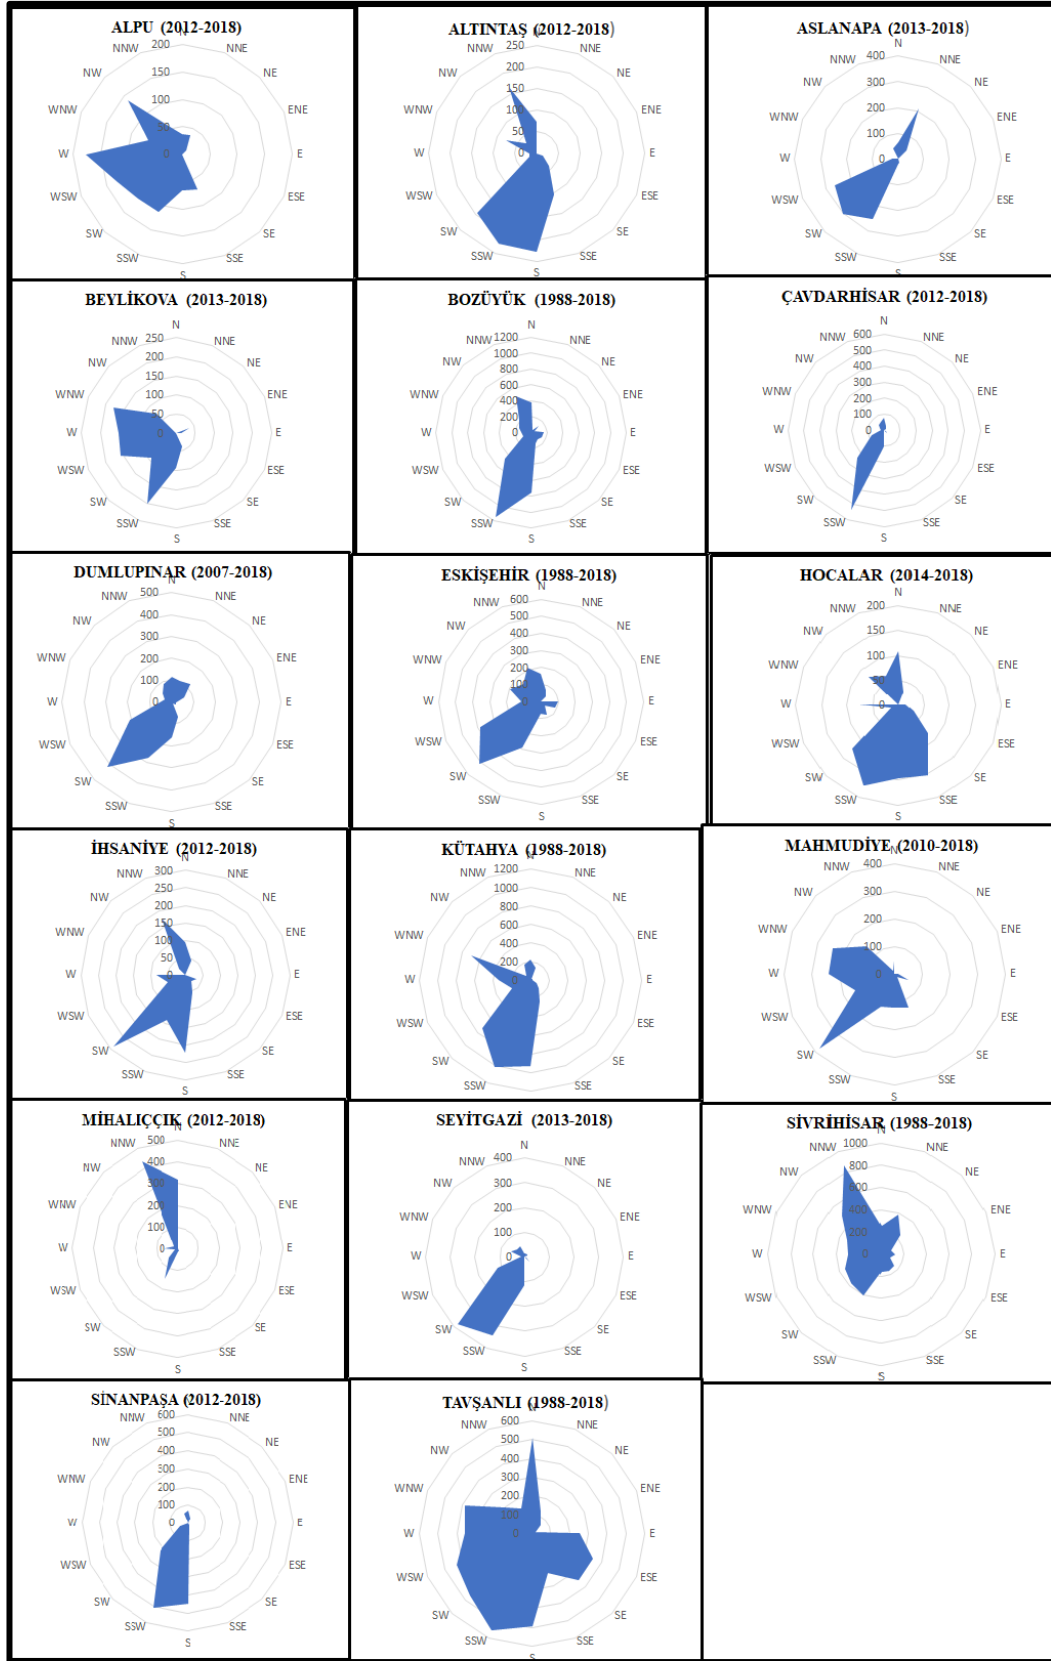 ALPU (2012-2018)
N
200
NNW NNE
150
NW NE
100
WNW ENE
50
W 0 E
WSW ESE
SW SE
SSW SSE
S
ALTINTAŞ (2012-2018)
N
250
NNW NNE
200
NW NE
150
100
WNW ENE
50
W 0 E
WSW ESE
SW SE
SSW SSE
S
ASLANAPA (2013-2018)
N
400
NNW NNE
300
NW NE
200
WNW ENE
100
W 0 E
WSW ESE
SW SE
SSW SSE
S
BEYLİKOVA (2013-2018)
N
250
NNW NNE
200
NW NE
150
100
WNW ENE
50
W 0 E
WSW ESE
SW SE
SSW SSE
S
BOZÜYÜK (1988-2018)
N
1200
NNW NNE
1000
NW NE
800
600
WNW ENE
400
200
W 0 E
WSW ESE
SW SE
SSW SSE
S
ÇAVDARHİSAR (2012-2018)
N
600
NNW NNE
500
NW NE
400
300
WNW ENE
200
100
W 0 E
WSW ESE
SW SE
SSW SSE
S
DUMLUPINAR (2007-2018)
N
500
NNW NNE
400
NW NE
300
200
WNW ENE
100
W 0 E
WSW ESE
SW SE
SSW SSE
S
ESKİŞEHİR (1988-2018)
N
600
NNW NNE
500
NW NE
400
300
WNW ENE
200
100
W 0 E
WSW ESE
SW SE
SSW SSE
S
HOCALAR (2014-2018)
N
200
NNW NNE
150
NW NE
100
WNW ENE
50
W 0 E
WSW ESE
SW SE
SSW SSE
S
İHSANİYE (2012-2018)
N
300
NNW NNE
250
NW NE
200
150
WNW ENE
100
50
W 0 E
WSW ESE
SW SE
SSW SSE
S
KÜTAHYA (1988-2018)
N
1200
NNW NNE
1000
NW NE
800
600
WNW ENE
400
200
W 0 E
WSW ESE
SW SE
SSW SSE
S
MAHMUDİYE (2010-2018)
N
400
NNW NNE
300
NW NE
200
WNW ENE
100
W 0 E
WSW ESE
SW SE
SSW SSE
S
MİHALIÇÇIK (2012-2018)
N
500
NNW NNE
400
NW NE
300
200
WNW ENE
100
W 0 E
WSW ESE
SW SE
SSW SSE
S
SEYİTGAZİ (2013-2018)
N
400
NNW NNE
300
NW NE
200
WNW ENE
100
W 0 E
WSW ESE
SW SE
SSW SSE
S
SİVRİHİSAR (1988-2018)
N
1000
NNW NNE
800
NW NE
600
400
WNW ENE
200
W 0 E
WSW ESE
SW SE
SSW SSE
S
SİNANPAŞA (2012-2018)
N
600
NNW NNE
500
NW NE
400
300
WNW ENE
200
100
W 0 E
WSW ESE
SW SE
SSW SSE
S
TAVŞANLI (1988-2018)
N
600
NNW NNE
500
NW NE
400
300
WNW ENE
200
100
W 0 E
WSW ESE
SW SE
SSW SSE
S